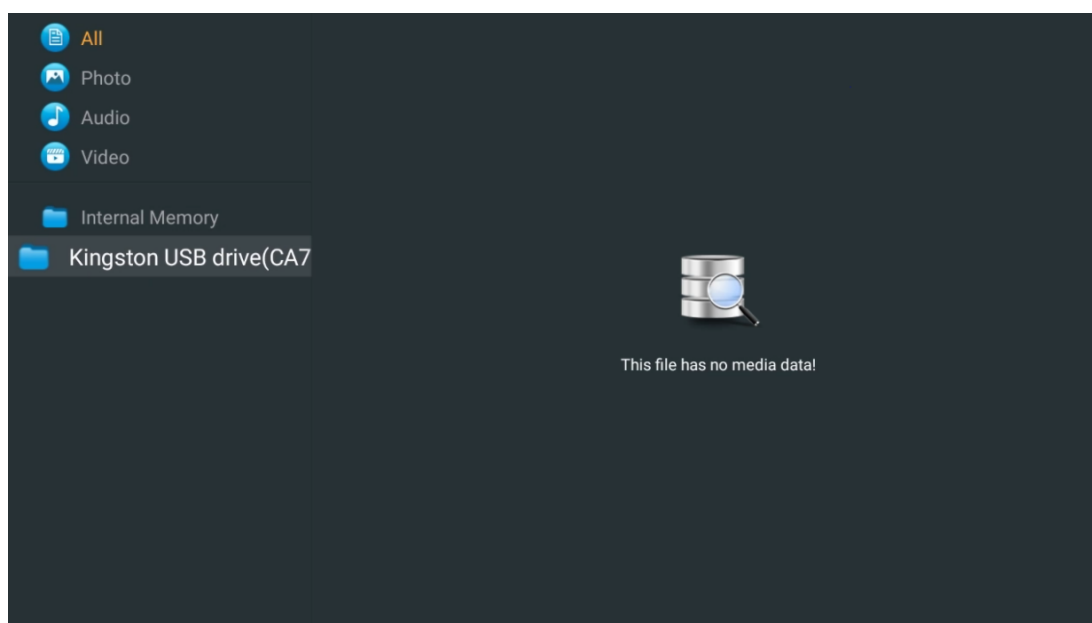 All
Photo
Audio
Video
Internal Memory
Kingston USB drive(CA7
This file has no media data!